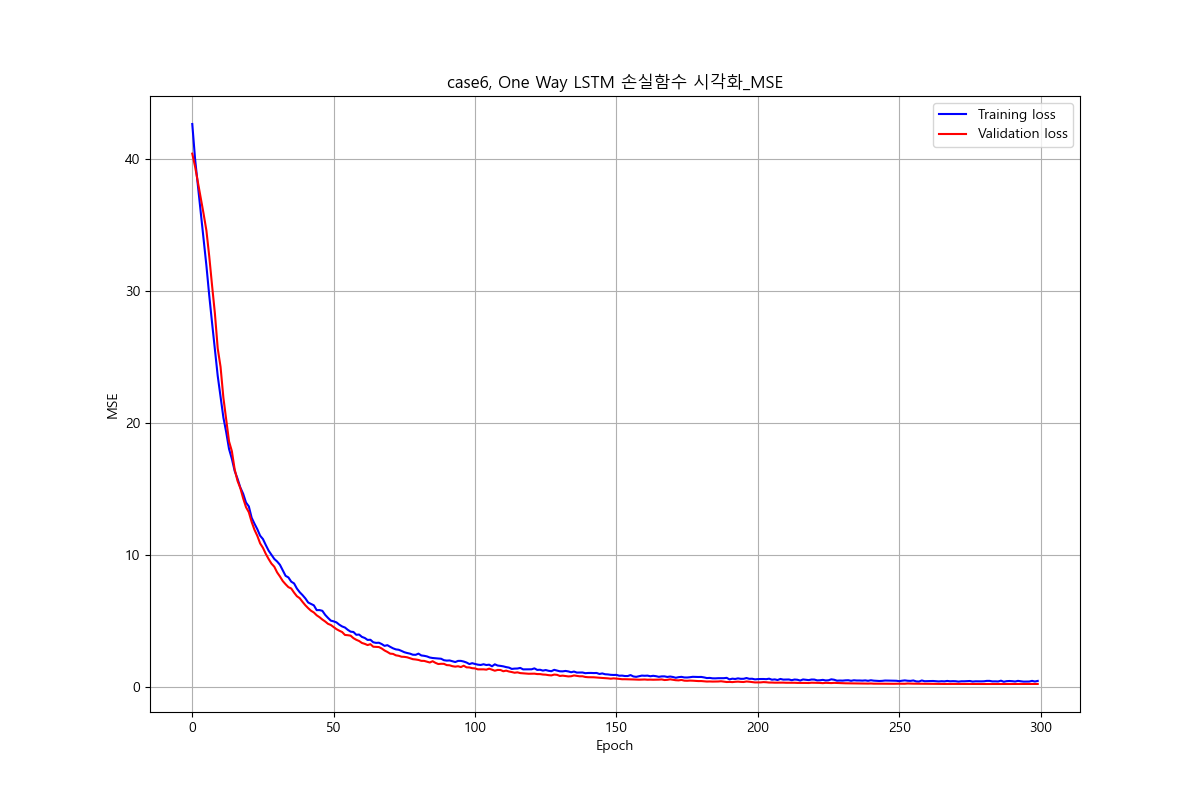 case6, One Way LSTM 손실함수 시각화_MSE
Training loss
Validation loss
40
30
20
10
0
MSE
0 50 100 150 200 250 300
Epoch